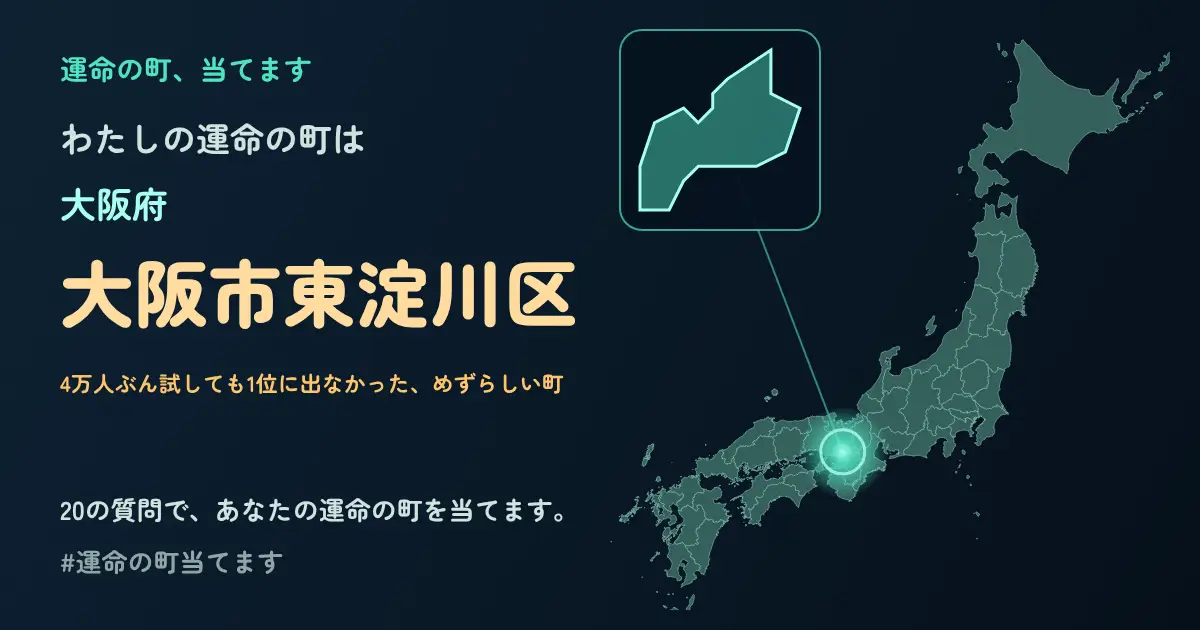 運命の町、当てます
わたしの運命の町は
大阪府
大阪市東淀川区
4万人ぶん試しても1位に出なかった、めずらしい町
20の質問で、あなたの運命の町を当てます。
#運命の町当てます